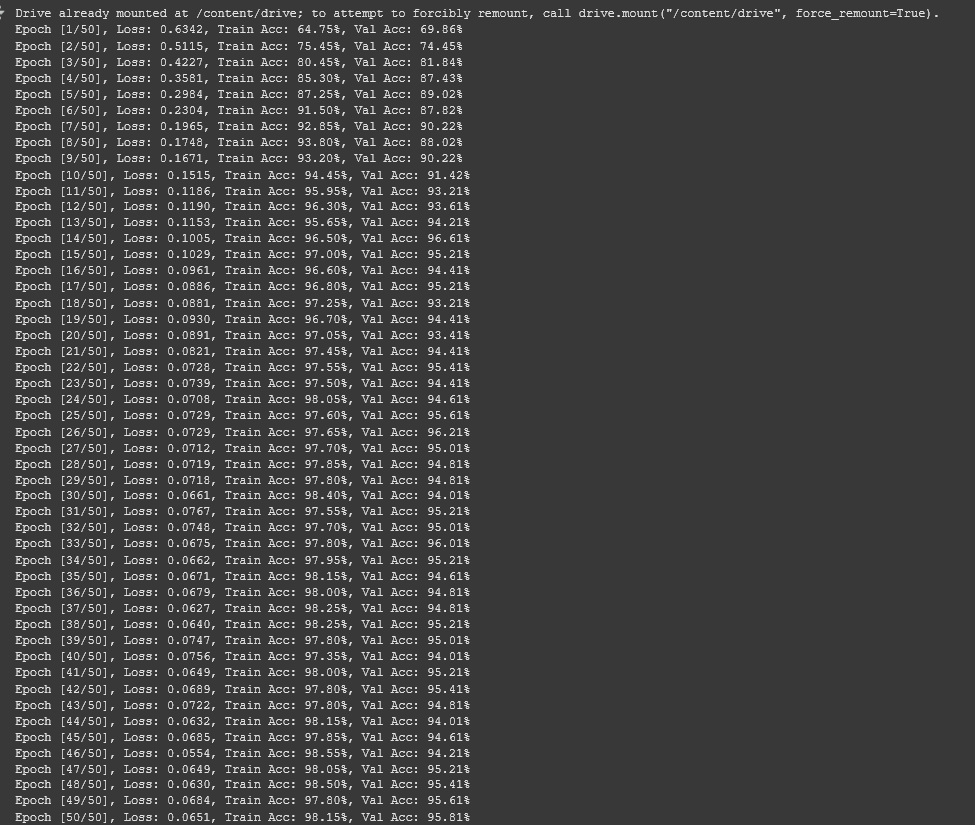 Drive already mounted at /content/drive; to attempt to forcibly remount, call drive.mount("/content/drive", force_remount=True).
Epoch [1/50], Loss: 0.6342, Train Acc: 64.75%, Val Acc: 69.86%
Epoch [2/50], Loss: 0.5115, Train Acc: 75.45%, Val Acc: 74.45%
Epoch [3/50], Loss: 0.4227, Train Acc: 80.45%, Val Acc: 81.84%
Epoch [4/50], Loss: 0.3581, Train Acc: 85.30%, Val Acc: 87.43%
Epoch [5/50], Loss: 0.2984, Train Acc: 87.25%, Val Acc: 89.02%
Epoch [6/50], Loss: 0.2304, Train Acc: 91.50%, Val Acc: 87.82%
Epoch [7/50], Loss: 0.1965, Train Acc: 92.85%, Val Acc: 90.22%
Epoch [8/50], Loss: 0.1748, Train Acc: 93.80%, Val Acc: 88.02%
Epoch [9/50], Loss: 0.1671, Train Acc: 93.20%, Val Acc: 90.22%
Epoch [10/50], Loss: 0.1515, Train Acc: 94.45%, Val Acc: 91.42%
Epoch [11/50], Loss: 0.1186, Train Acc: 95.95%, Val Acc: 93.21%
Epoch [12/50], Loss: 0.1190, Train Acc: 96.30%, Val Acc: 93.61%
Epoch [13/50], Loss: 0.1153, Train Acc: 95.65%, Val Acc: 94.21%
Epoch [14/50], Loss: 0.1005, Train Acc: 96.50%, Val Acc: 96.61%
Epoch [15/50], Loss: 0.1029, Train Acc: 97.00%, Val Acc: 95.21%
Epoch [16/50], Loss: 0.0961, Train Acc: 96.60%, Val Acc: 94.41%
Epoch [17/50], Loss: 0.0886, Train Acc: 96.80%, Val Acc: 95.21%
Epoch [18/50], Loss: 0.0881, Train Acc: 97.25%, Val Acc: 93.21%
Epoch [19/50], Loss: 0.0930, Train Acc: 96.70%, Val Acc: 94.41%
Epoch [20/50], Loss: 0.0891, Train Acc: 97.05%, Val Acc: 93.41%
Epoch [21/50], Loss: 0.0821, Train Acc: 97.45%, Val Acc: 94.41%
Epoch [22/50], Loss: 0.0728, Train Acc: 97.55%, Val Acc: 95.41%
Epoch [23/50], Loss: 0.0739, Train Acc: 97.50%, Val Acc: 94.41%
Epoch [24/50], Loss: 0.0708, Train Acc: 98.05%, Val Acc: 94.61%
Epoch [25/50], Loss: 0.0729, Train Acc: 97.60%, Val Acc: 95.61%
Epoch [26/50], Loss: 0.0729, Train Acc: 97.65%, Val Acc: 96.21%
Epoch [27/50], Loss: 0.0712, Train Acc: 97.70%, Val Acc: 95.01%
Epoch [28/50], Loss: 0.0719, Train Acc: 97.85%, Val Acc: 94.81%
Epoch [29/50], Loss: 0.0718, Train Acc: 97.80%, Val Acc: 94.81%
Epoch [30/50], Loss: 0.0661, Train Acc: 98.40%, Val Acc: 94.01%
Epoch [31/50], Loss: 0.0767, Train Acc: 97.55%, Val Acc: 95.21%
Epoch [32/50], Loss: 0.0748, Train Acc: 97.70%, Val Acc: 95.01%
Epoch [33/50], Loss: 0.0675, Train Acc: 97.80%, Val Acc: 96.01%
Epoch [34/50], Loss: 0.0662, Train Acc: 97.95%, Val Acc: 95.21%
Epoch [35/50], Loss: 0.0671, Train Acc: 98.15%, Val Acc: 94.61%
Epoch [36/50], Loss: 0.0679, Train Acc: 98.00%, Val Acc: 94.81%
Epoch [37/50], Loss: 0.0627, Train Acc: 98.25%, Val Acc: 94.81%
Epoch [38/50], Loss: 0.0640, Train Acc: 98.25%, Val Acc: 95.21%
Epoch [39/50], Loss: 0.0747, Train Acc: 97.80%, Val Acc: 95.01%
Epoch [40/50], Loss: 0.0756, Train Acc: 97.35%, Val Acc: 94.01%
Epoch [41/50], Loss: 0.0649, Train Acc: 98.00%, Val Acc: 95.21%
Epoch [42/50], Loss: 0.0689, Train Acc: 97.80%, Val Acc: 95.41%
Epoch [43/50], Loss: 0.0722, Train Acc: 97.80%, Val Acc: 94.81%
Epoch [44/50], Loss: 0.0632, Train Acc: 98.15%, Val Acc: 94.01%
Epoch [45/50], Loss: 0.0685, Train Acc: 97.85%, Val Acc: 94.61%
Epoch [46/50], Loss: 0.0554, Train Acc: 98.55%, Val Acc: 94.21%
Epoch [47/50], Loss: 0.0649, Train Acc: 98.05%, Val Acc: 95.21%
Epoch [48/50], Loss: 0.0630, Train Acc: 98.50%, Val Acc: 95.41%
Epoch [49/50], Loss: 0.0684, Train Acc: 97.80%, Val Acc: 95.61%
Epoch [50/50], Loss: 0.0651, Train Acc: 98.15%, Val Acc: 95.81%